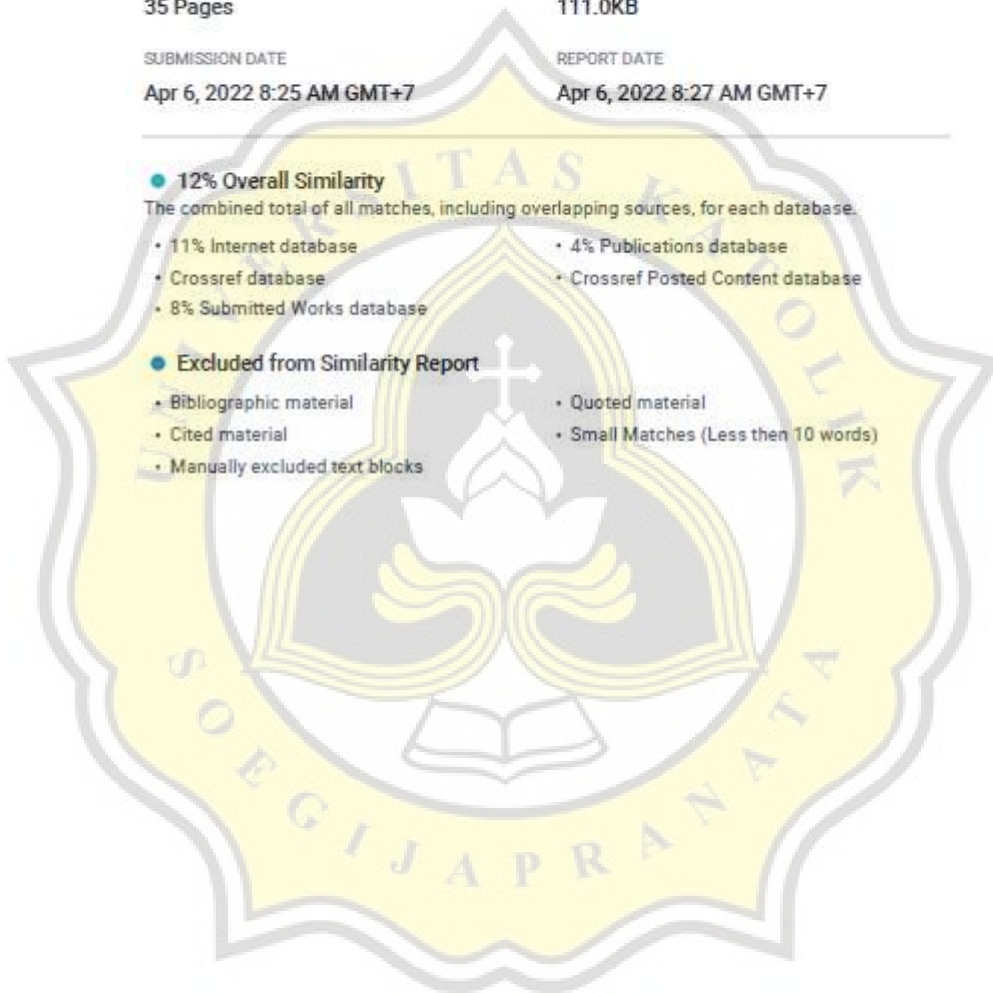 35 Pages
111.0KB
SUBMISSION DATE
REPORT DATE
Apr 6, 2022 8:25 AM GMT+7
Apr 6, 2022 8:27 AM GMT+7
12% Overall Similarity
The combined total of all matches, including overlapping sources, for each database.
• 11% Internet database
• 4% Publications database
• Crossref database
• Crossref Posted Content database
• 8% Submitted Works database
Excluded from Similarity Report
• Bibliographic material
• Quoted material
• Cited material
• Small Matches (Less then 10 words)
• Manually excluded text blocks
UNIVERSITAS KATOLIK
SOEGIJAPRANATA